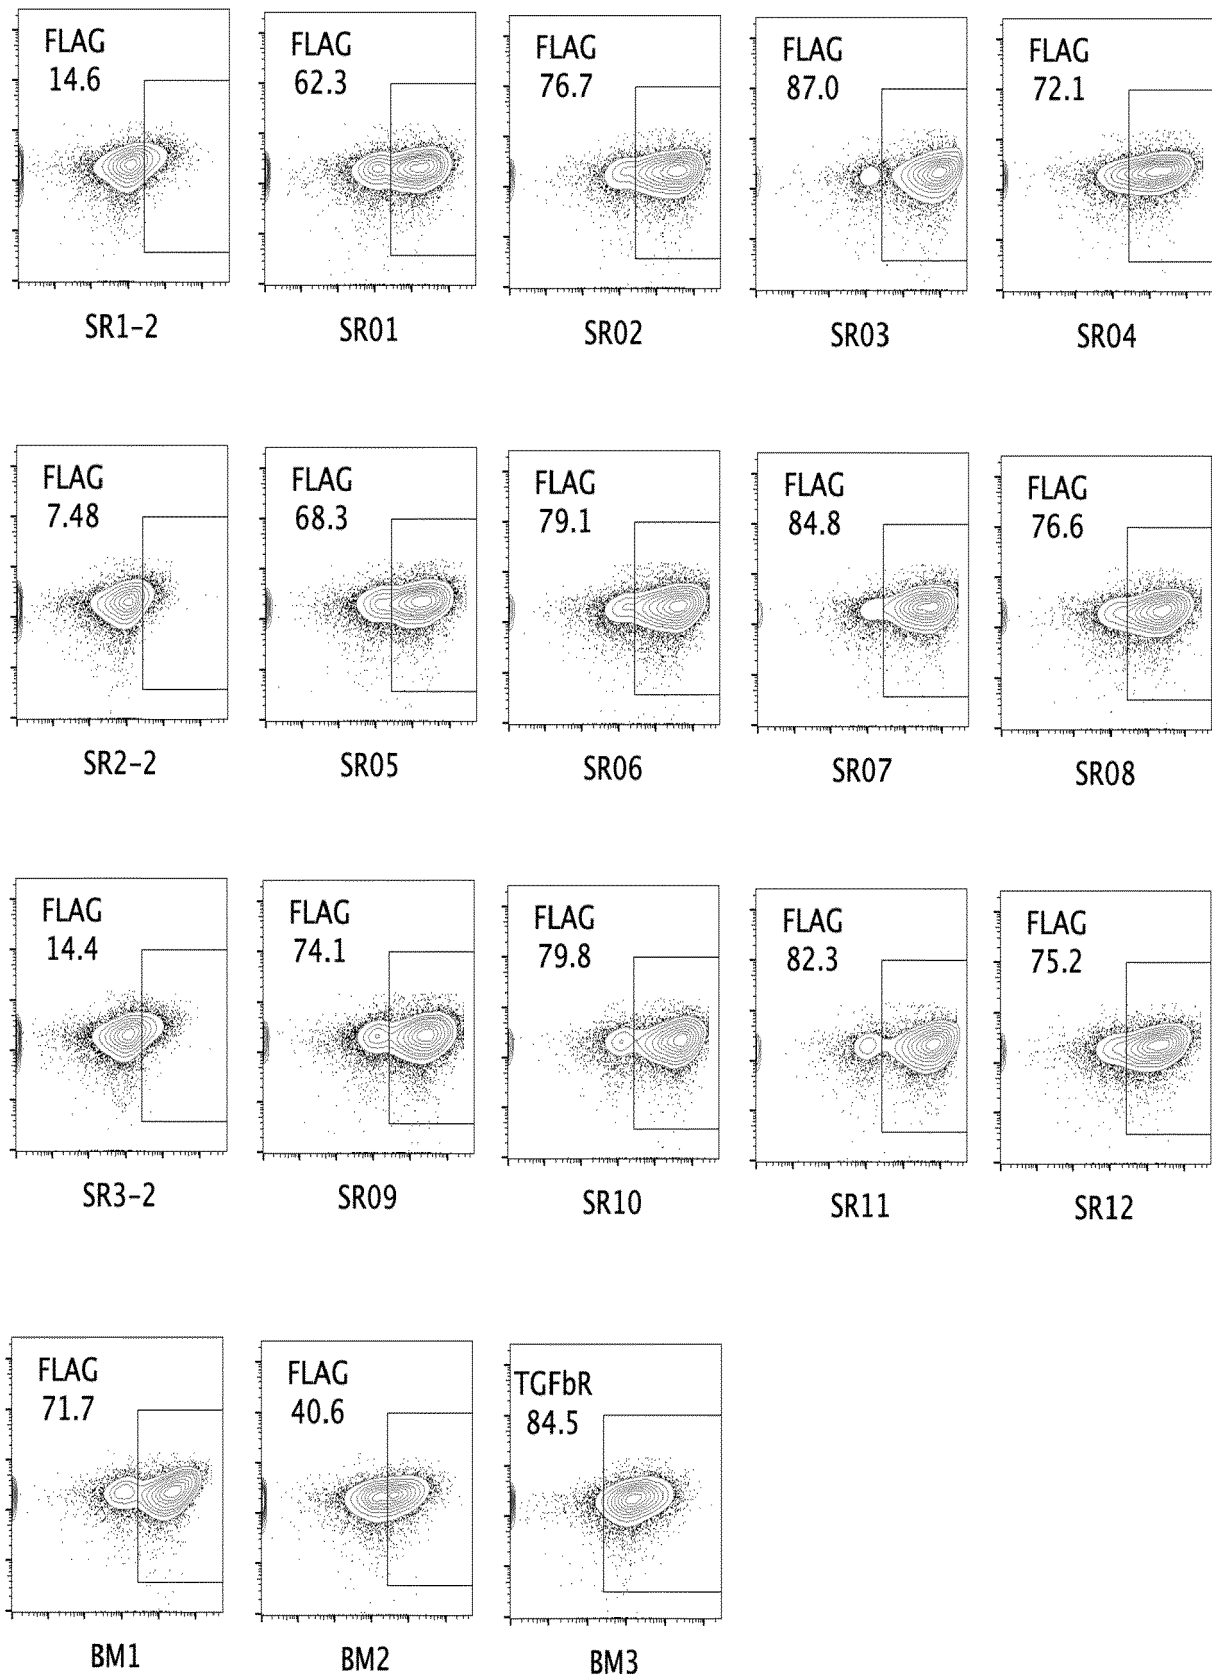 FLAG
14.6
FLAG
62.3
FLAG
76.7
FLAG
87.0
FLAG
72.1
SR1-2
SR01
SR02
SR03
SR04
FLAG
7.48
FLAG
68.3
FLAG
79.1
FLAG
84.8
FLAG
76.6
SR2-2
SR05
SR06
SR07
SR08
FLAG
14.4
FLAG
74.1
FLAG
79.8
FLAG
82.3
FLAG
75.2
SR3-2
SR09
SR10
SR11
SR12
FLAG
71.7
FLAG
40.6
TGFbR
84.5
BM1
BM2
BM3